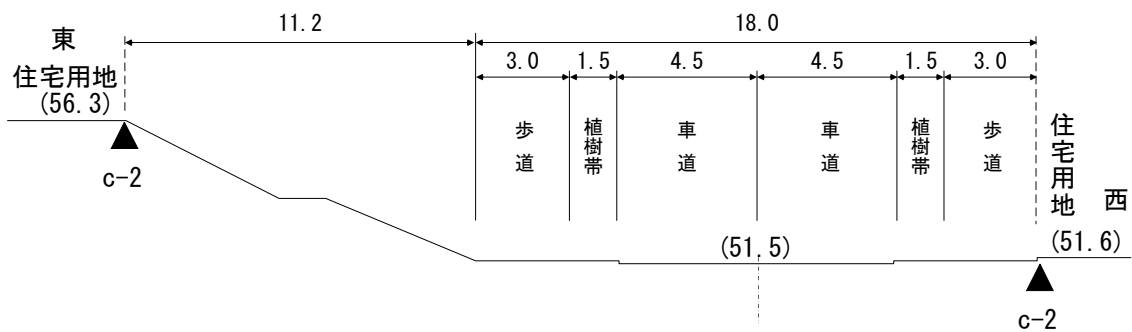 11.2
18.0
東
住宅用地
(56.3)
3.0
1.5
4.5
4.5
1.5
3.0
歩道
植樹帯
車道
車道
植樹帯
歩道
住宅用地
西
(51.6)
(51.5)
c-2
c-2